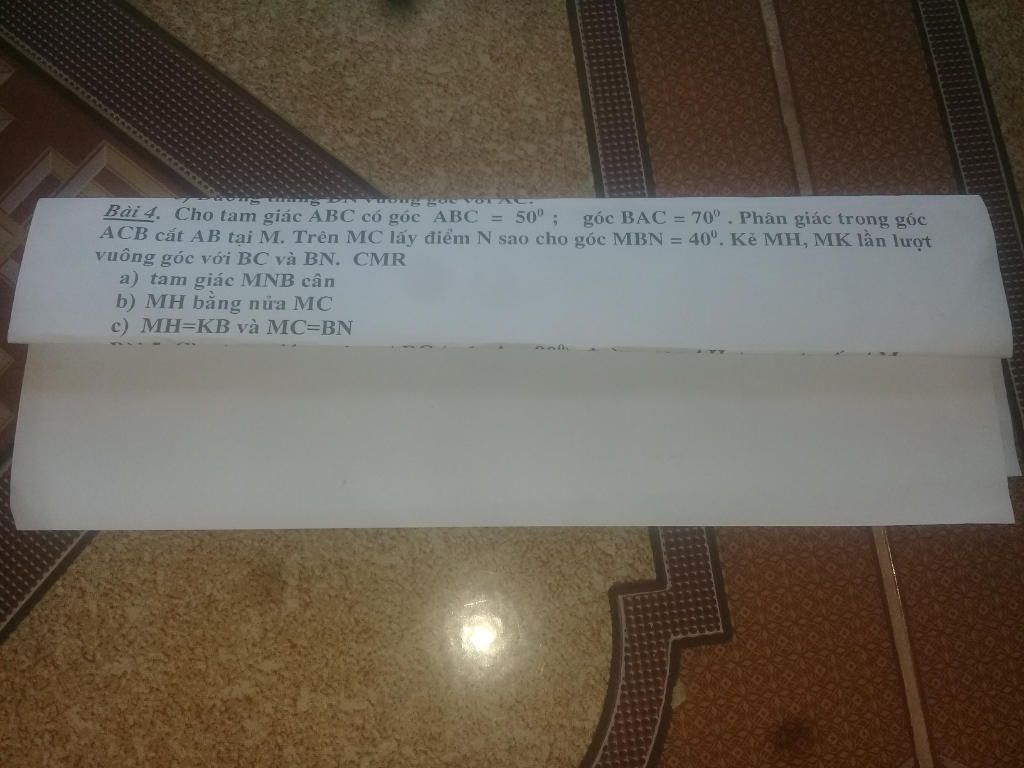 Bài 4. Cho tam giác ABC có góc ABC = 50⁰ ; góc BAC = 70⁰ . Phân giác trong góc
ACB cắt AB tại M. Trên MC lấy điểm N sao cho góc MBN = 40⁰. Kẻ MH, MK lần lượt
vuông góc với BC và BN. CMR
a) tam giác MNB cân
b) MH bằng nửa MC
c) MH=KB và MC=BN